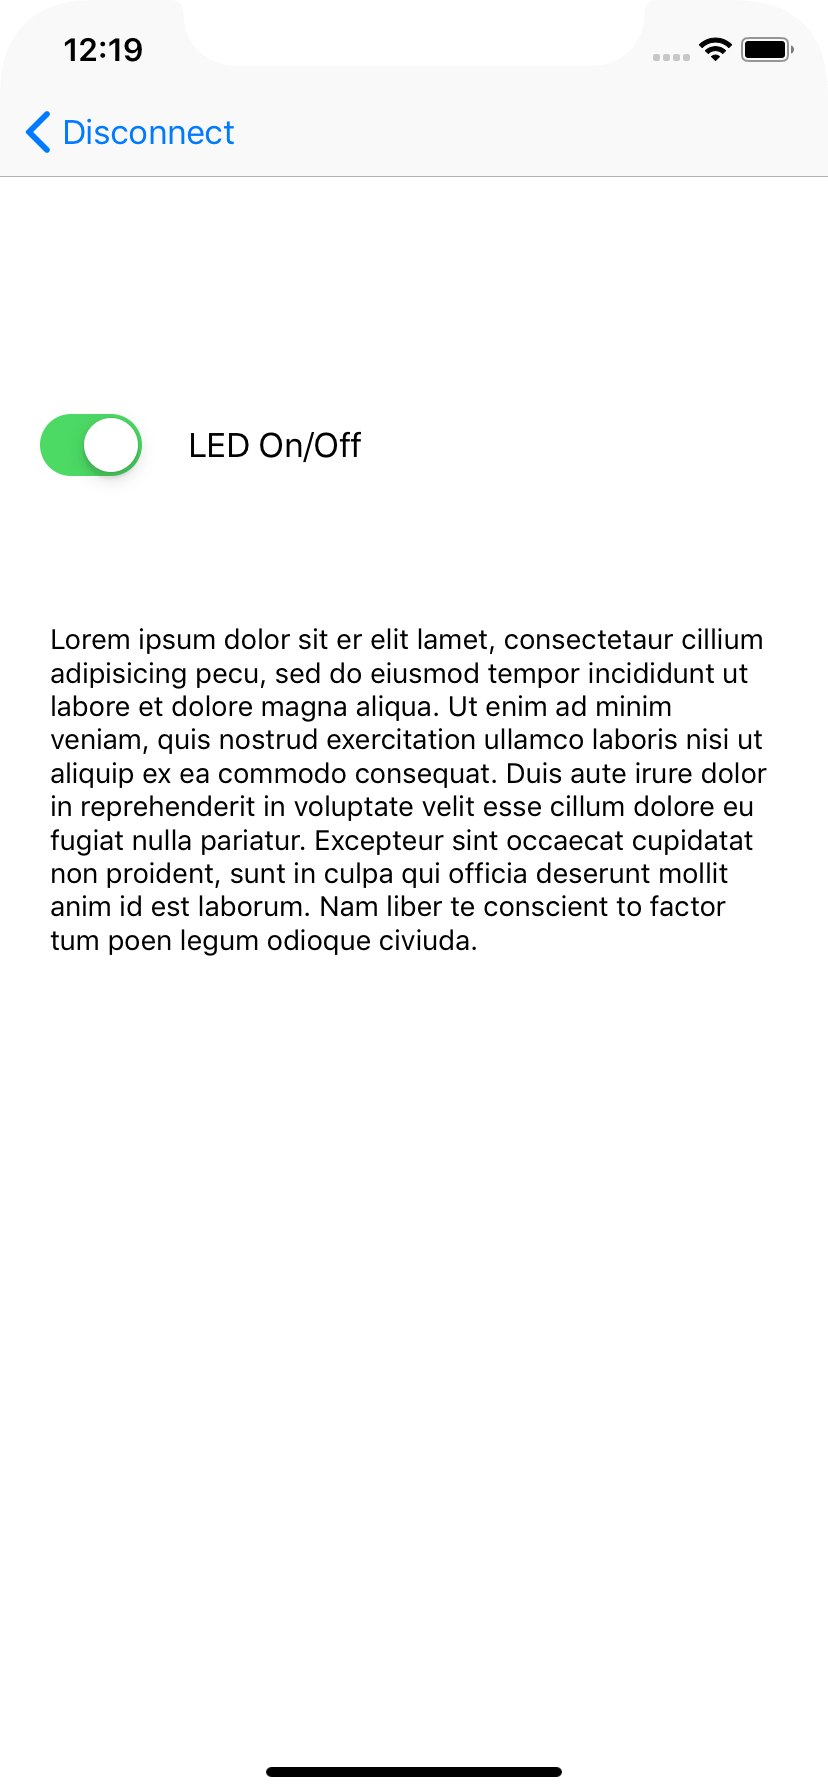 12:19
Disconnect
LED On/Off
Lorem ipsum dolor sit er elit lamet, consectetaur cillium
adipisicing pecu, sed do eiusmod tempor incididunt ut
labore et dolore magna aliqua. Ut enim ad minim
veniam, quis nostrud exercitation ullamco laboris nisi ut
aliquip ex ea commodo consequat. Duis aute irure dolor
in reprehenderit in voluptate velit esse cillum dolore eu
fugiat nulla pariatur. Excepteur sint occaecat cupidatat
non proident, sunt in culpa qui officia deserunt mollit
anim id est laborum. Nam liber te conscient to factor
tum poen legum odioque civiuda.